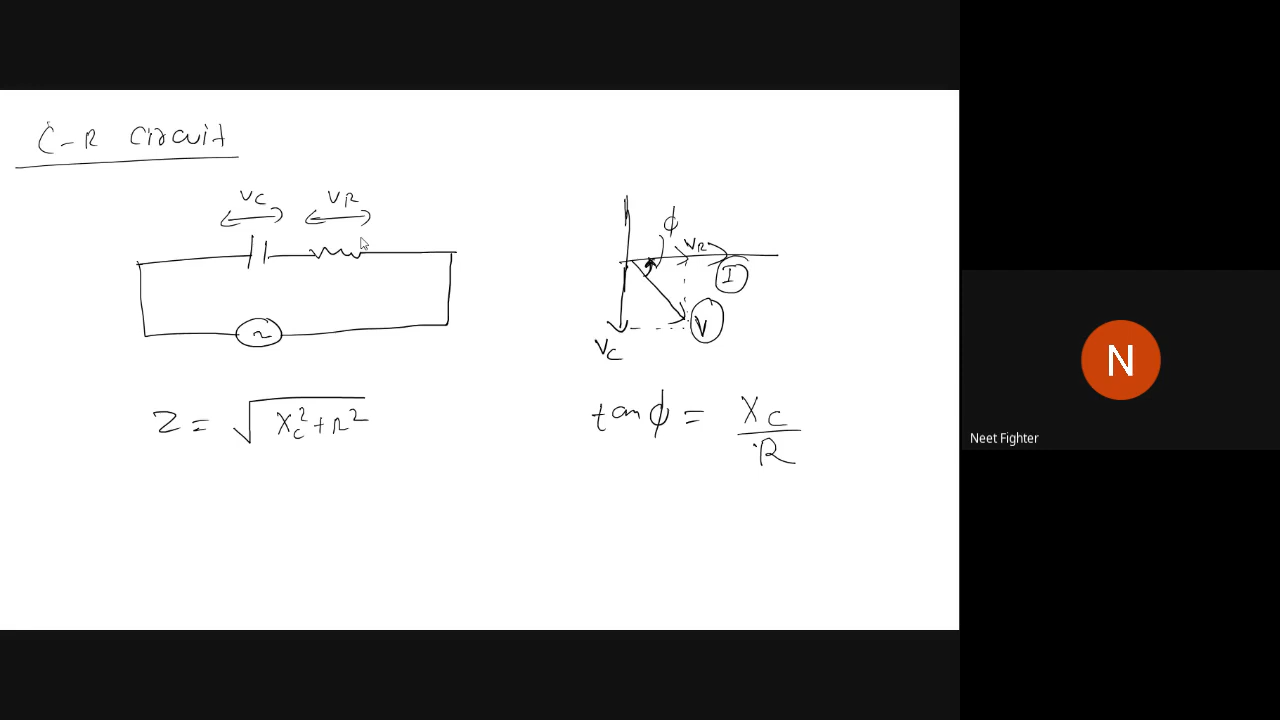 C-R Circuit
VC VR
~
Z = √XC²+R²
ϕ
VR
I
V
VC
tan ϕ = XC/R
N
Neet Fighter